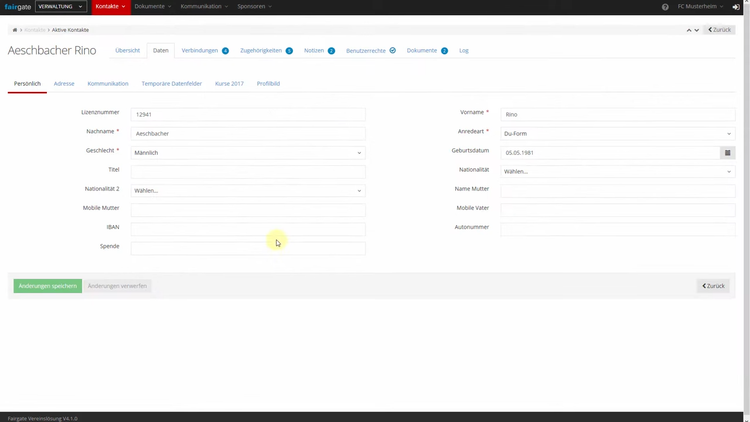 fairgate VERWALTUNG Kontakte Dokumente Kommunikation Sponsoren FC Musterheim
Kontakte Aktive Kontakte Zurück
Aeschbacher Rino Übersicht Daten Verbindungen 4 Zugehörigkeiten Notizen 2 Benutzerrechte Dokumente 2 Log
Persönlich Adresse Kommunikation Temporäre Datenfelder Kurse 2017 Profilbild
Lizenznummer 12941 Vorname * Rino
Nachname * Aeschbacher Anredeart * Du-Form
Geschlecht * Männlich Geburtsdatum 05.05.1981
Titel Nationalität Wählen...
Nationalität 2 Wählen... Name Mutter
Mobile Mutter Mobile Vater
IBAN Autonummer
Spende
Änderungen speichern Änderungen verwerfen Zurück
Fairgate Vereinslösung V4.1.0